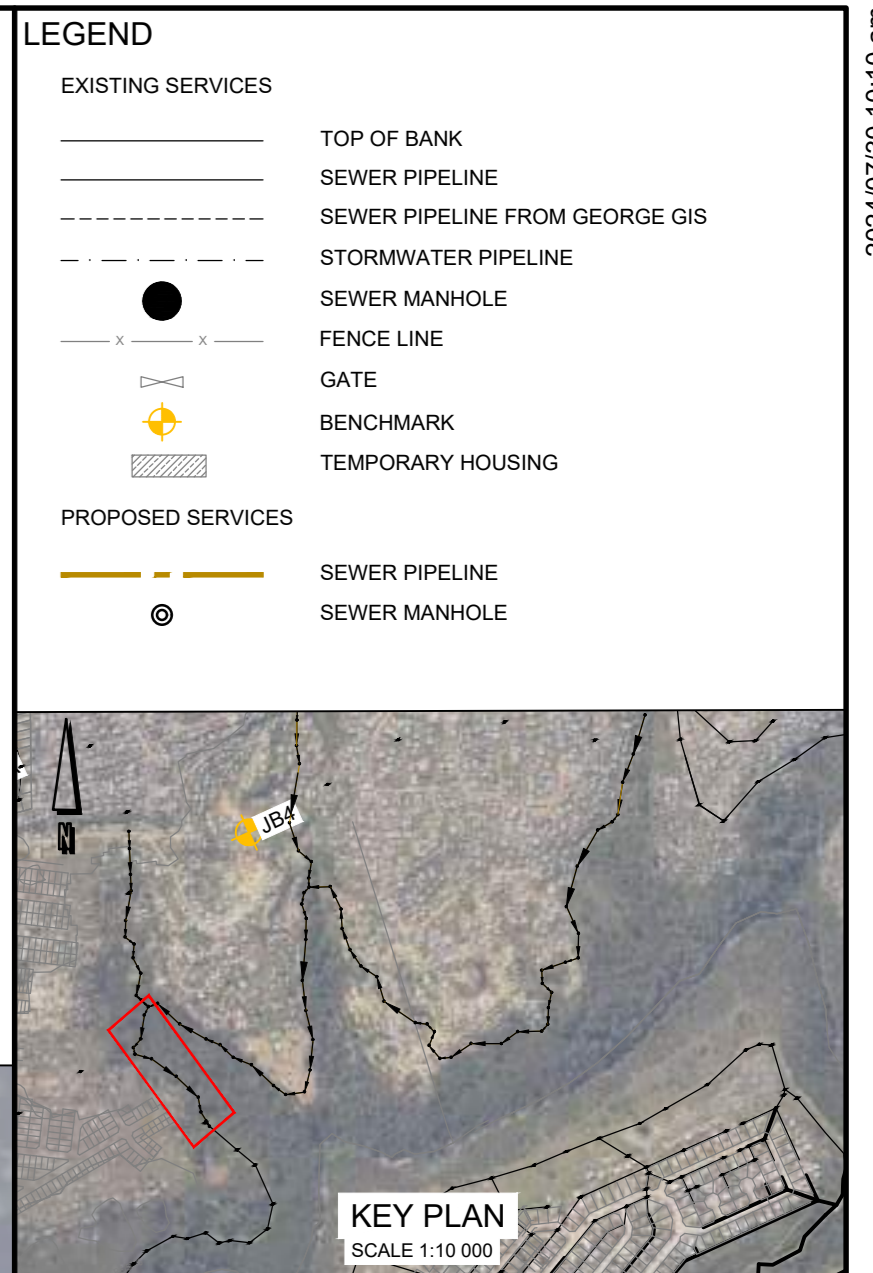 LEGEND
EXISTING SERVICES
TOP OF BANK
SEWER PIPELINE
SEWER PIPELINE FROM GEORGE GIS
STORMWATER PIPELINE
SEWER MANHOLE
X X FENCE LINE
GATE
BENCHMARK
TEMPORARY HOUSING
PROPOSED SERVICES
SEWER PIPELINE
SEWER MANHOLE
N
JB4
KEY PLAN
SCALE 1:10 000